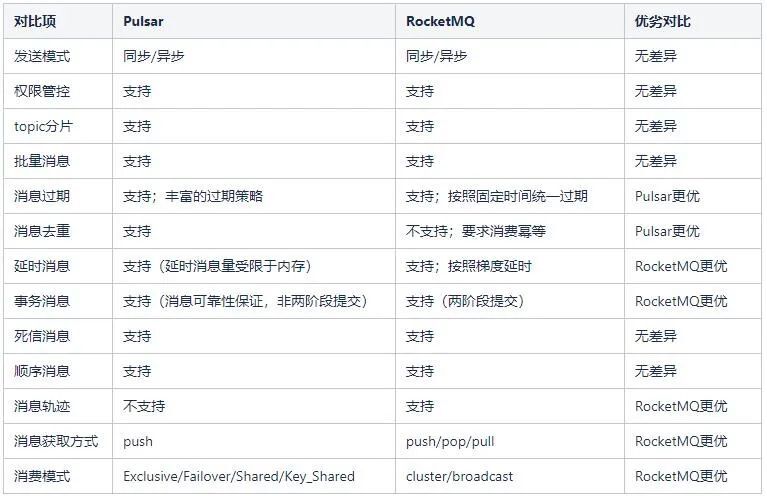 对比项 Pulsar RocketMQ 优劣对比
发送模式 同步/异步 同步/异步 无差异
权限管控 支持 支持 无差异
topic分片 支持 支持 无差异
批量消息 支持 支持 无差异
消息过期 支持；丰富的过期策略 支持；按照固定时间统一过期 Pulsar更优
消息去重 支持 不支持；要求消费幂等 Pulsar更优
延时消息 支持（延时消息量受限于内存） 支持；按照梯度延时 RocketMQ更优
事务消息 支持（消息可靠性保证，非两阶段提交） 支持（两阶段提交） RocketMQ更优
死信消息 支持 支持 无差异
顺序消息 支持 支持 无差异
消息轨迹 不支持 支持 RocketMQ更优
消息获取方式 push push/pop/pull RocketMQ更优
消费模式 Exclusive/Failover/Shared/Key_Shared cluster/broadcast RocketMQ更优